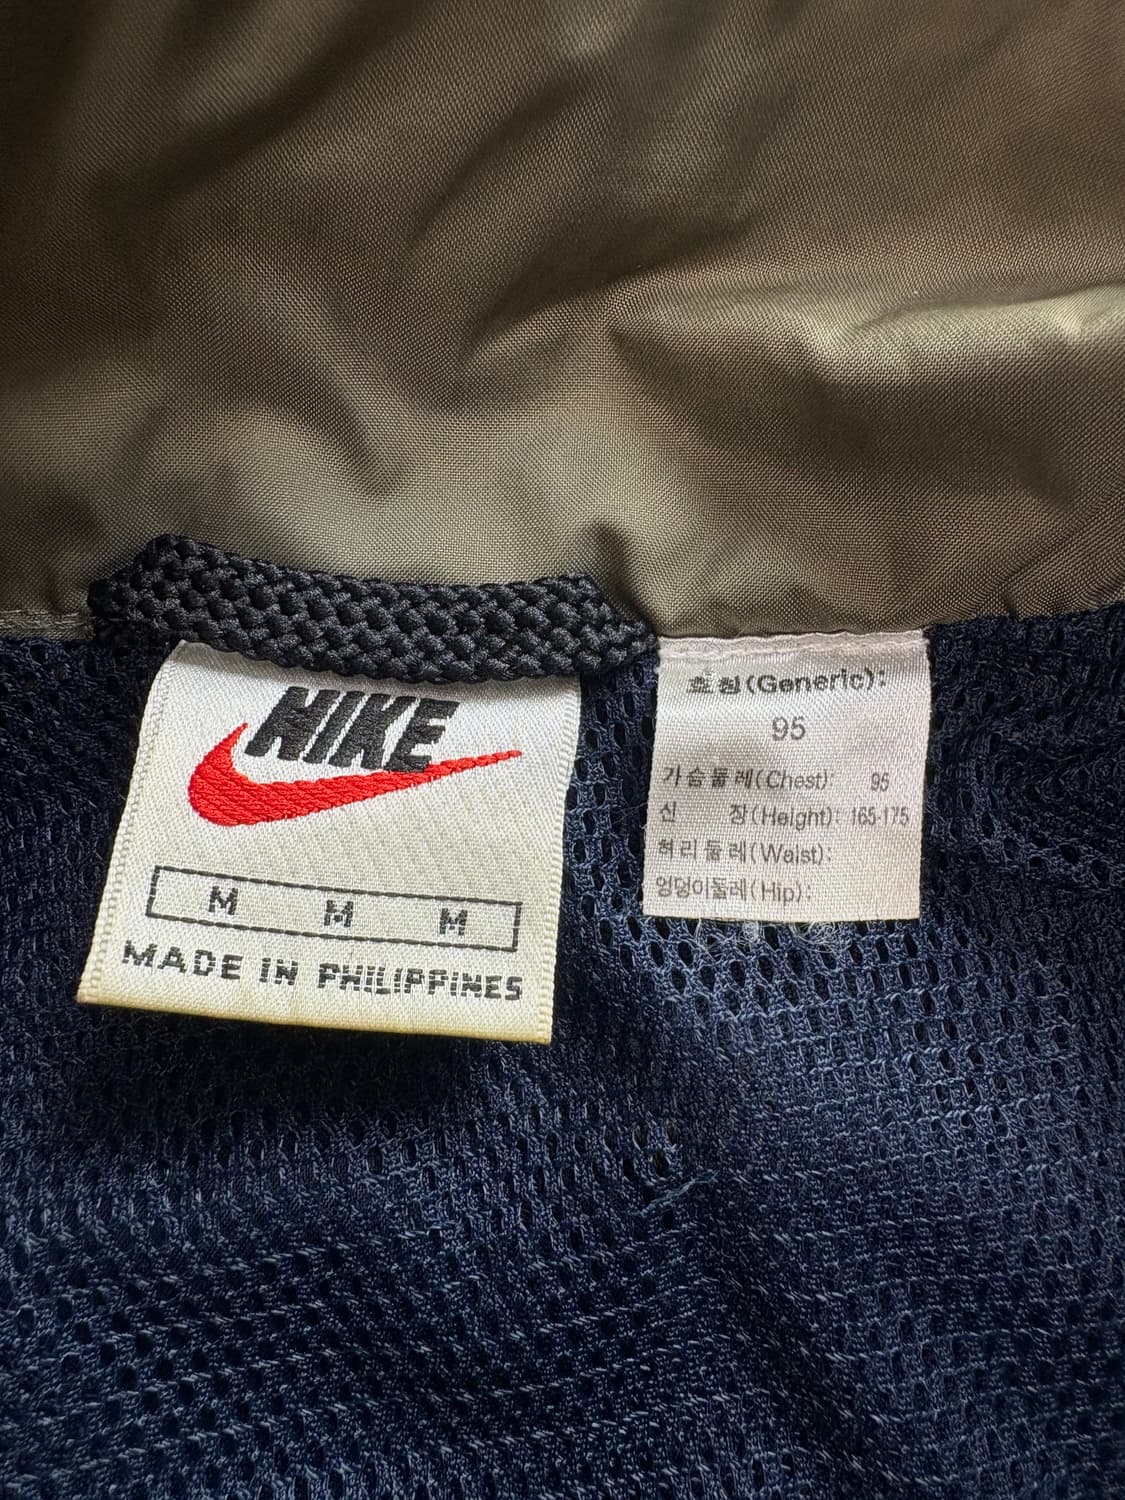 NIKE
M M M
MADE IN PHILIPPINES
호칭(Generic):
95
가슴둘레(Chest): 95
신 장(Height): 165-175
허리둘레(Waist):
엉덩이둘레(Hip):